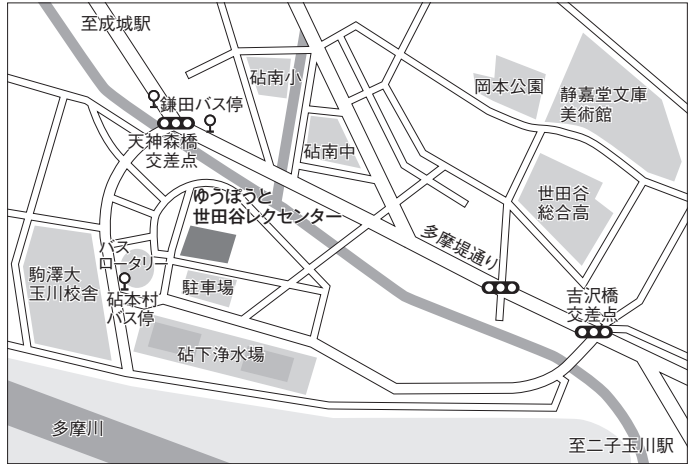 至成城駅
砧南小
岡本公園
静嘉堂文庫
美術館
鎌田バス停
天神森橋
交差点
砧南中
世田谷
総合高
ゆうぽうと
世田谷レクセンター
多摩堤通り
バス
ロータリー
駒澤大
玉川校舎
砧本村
バス停
駐車場
吉沢橋
交差点
砧下浄水場
多摩川
至二子玉川駅